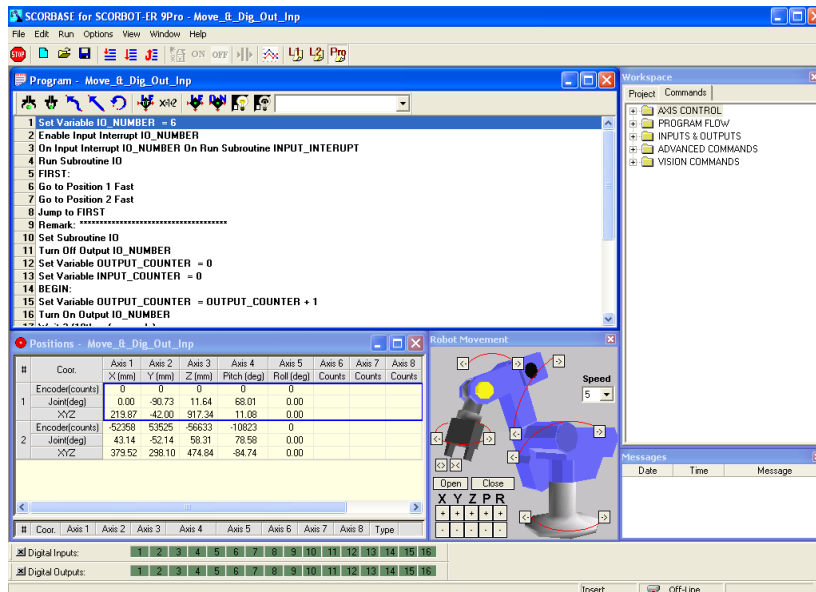 SCORBASE for SCORBOT-ER 9Pro - Move_&_Dig_Out_Inp
File Edit Run Options View Window Help
STOP ON OFF L1 L2 Prg
Program - Move_&_Dig_Out_Inp
1 Set Variable IO_NUMBER = 6
2 Enable Input Interrupt IO_NUMBER
3 On Input Interrupt IO_NUMBER On Run Subroutine INPUT_INTERUPT
4 Run Subroutine IO
5 FIRST:
6 Go to Position 1 Fast
7 Go to Position 2 Fast
8 Jump to FIRST
9 Remark: *************************************
10 Set Subroutine IO
11 Turn Off Output IO_NUMBER
12 Set Variable OUTPUT_COUNTER = 0
13 Set Variable INPUT_COUNTER = 0
14 BEGIN:
15 Set Variable OUTPUT_COUNTER = OUTPUT_COUNTER + 1
16 Turn On Output IO_NUMBER
Workspace
Project Commands
AXIS CONTROL
PROGRAM FLOW
INPUTS & OUTPUTS
ADVANCED COMMANDS
VISION COMMANDS
Positions - Move_&_Dig_Out_Inp
# Coor. Axis 1 Axis 2 Axis 3 Axis 4 Axis 5 Axis 6 Axis 7 Axis 8
X (mm) Y (mm) Z (mm) Pitch (deg) Roll (deg) Counts Counts Counts
Encoder(counts) 0 0 0 0 0
1 Joint(deg) 0.00 -90.73 11.64 68.01 0.00
XYZ 219.87 -42.00 917.34 11.08 0.00
Encoder(counts) -52358 53525 -56633 -10823 0
2 Joint(deg) 43.14 -52.14 58.31 78.58 0.00
XYZ 379.52 298.10 474.84 -84.74 0.00
# Coor. Axis 1 Axis 2 Axis 3 Axis 4 Axis 5 Axis 6 Axis 7 Axis 8 Type
Robot Movement
Speed
5
Open Close
X Y Z P R
+ + + + +
- - - - -
Messages
Date Time Message
Digital Inputs: 1 2 3 4 5 6 7 8 9 10 11 12 13 14 15 16
Digital Outputs: 1 2 3 4 5 6 7 8 9 10 11 12 13 14 15 16
Insert Off-Line